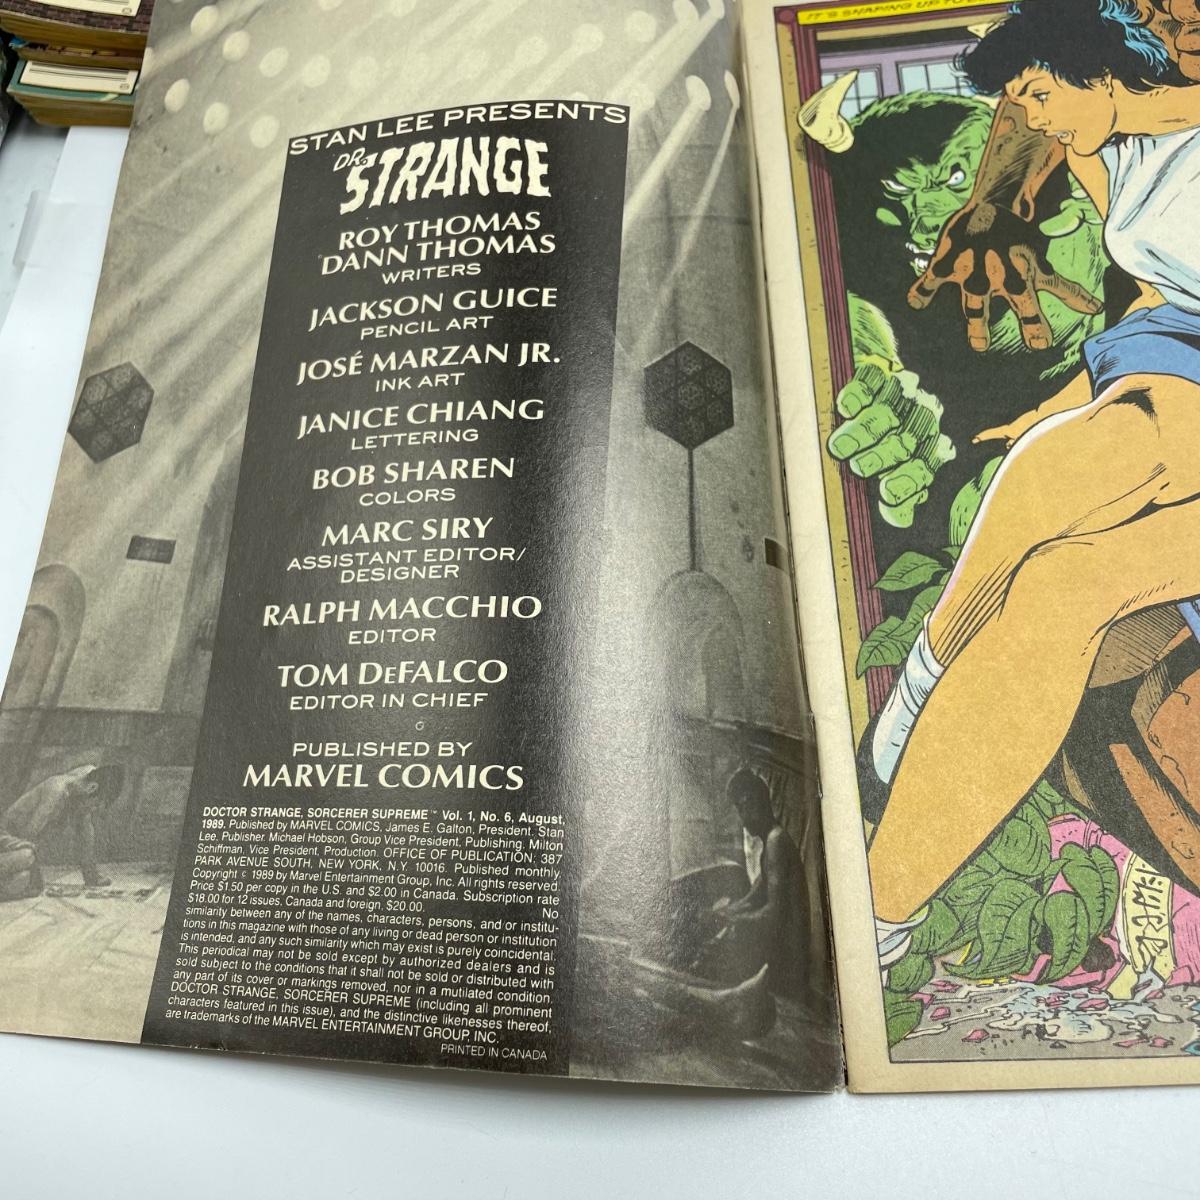 STAN LEE PRESENTS
DR. STRANGE
ROY THOMAS
DANN THOMAS
WRITERS
JACKSON GUICE
PENCIL ART
JOSÉ MARZAN JR.
INK ART
JANICE CHIANG
LETTERING
BOB SHAREN
COLORS
MARC SIRY
ASSISTANT EDITOR/
DESIGNER
RALPH MACCHIO
EDITOR
TOM DEFALCO
EDITOR IN CHIEF
G
PUBLISHED BY
MARVEL COMICS
DOCTOR STRANGE, SORCERER SUPREME™ Vol. 1, No. 6, August,
1989. Published by MARVEL COMICS, James E. Galton, President. Stan
Lee, Publisher. Michael Hobson, Group Vice President, Publishing. Milton
Schiffman, Vice President, Production. OFFICE OF PUBLICATION: 387
PARK AVENUE SOUTH, NEW YORK, N.Y. 10016. Published monthly.
Copyright © 1989 by Marvel Entertainment Group, Inc. All rights reserved.
Price $1.50 per copy in the U.S. and $2.00 in Canada. Subscription rate
$18.00 for 12 issues, Canada and foreign, $20.00. No
similarity between any of the names, characters, persons, and/or institu-
tions in this magazine with those of any living or dead person or institution
is intended, and any such similarity which may exist is purely coincidental.
This periodical may not be sold except by authorized dealers and is
sold subject to the conditions that it shall not be sold or distributed with
any part of its cover or markings removed, nor in a mutilated condition.
DOCTOR STRANGE, SORCERER SUPREME (including all prominent
characters featured in this issue), and the distinctive likenesses thereof,
are trademarks of the MARVEL ENTERTAINMENT GROUP, INC.
PRINTED IN CANADA
IT'S SHAPING UP TO